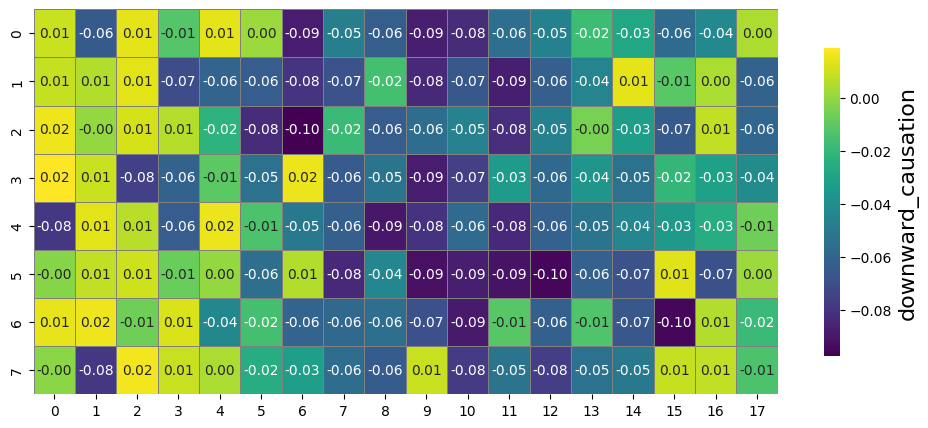 0 0.01 -0.06 0.01 -0.01 0.01 0.00 -0.09 -0.05 -0.06 -0.09 -0.08 -0.06 -0.05 -0.02 -0.03 -0.06 -0.04 0.00
1 0.01 0.01 0.01 -0.07 -0.06 -0.06 -0.08 -0.07 -0.02 -0.08 -0.07 -0.09 -0.06 -0.04 0.01 -0.01 0.00 -0.06
2 0.02 -0.00 0.01 0.01 -0.02 -0.08 -0.10 -0.02 -0.06 -0.06 -0.05 -0.08 -0.05 -0.00 -0.03 -0.07 0.01 -0.06
3 0.02 0.01 -0.08 -0.06 -0.01 -0.05 0.02 -0.06 -0.05 -0.09 -0.07 -0.03 -0.06 -0.04 -0.05 -0.02 -0.03 -0.04
4 -0.08 0.01 0.01 -0.06 0.02 -0.01 -0.05 -0.06 -0.09 -0.08 -0.06 -0.08 -0.06 -0.05 -0.04 -0.03 -0.03 -0.01
5 -0.00 0.01 0.01 -0.01 0.00 -0.06 0.01 -0.08 -0.04 -0.09 -0.09 -0.09 -0.10 -0.06 -0.07 0.01 -0.07 0.00
6 0.01 0.02 -0.01 0.01 -0.04 -0.02 -0.06 -0.06 -0.06 -0.07 -0.09 -0.01 -0.06 -0.01 -0.07 -0.10 0.01 -0.02
7 -0.00 -0.08 0.02 0.01 0.00 -0.02 -0.03 -0.06 -0.06 0.01 -0.08 -0.05 -0.08 -0.05 -0.05 0.01 0.01 -0.01
0 1 2 3 4 5 6 7 8 9 10 11 12 13 14 15 16 17
0.00
−0.02
−0.04
−0.06
−0.08
downward_causation